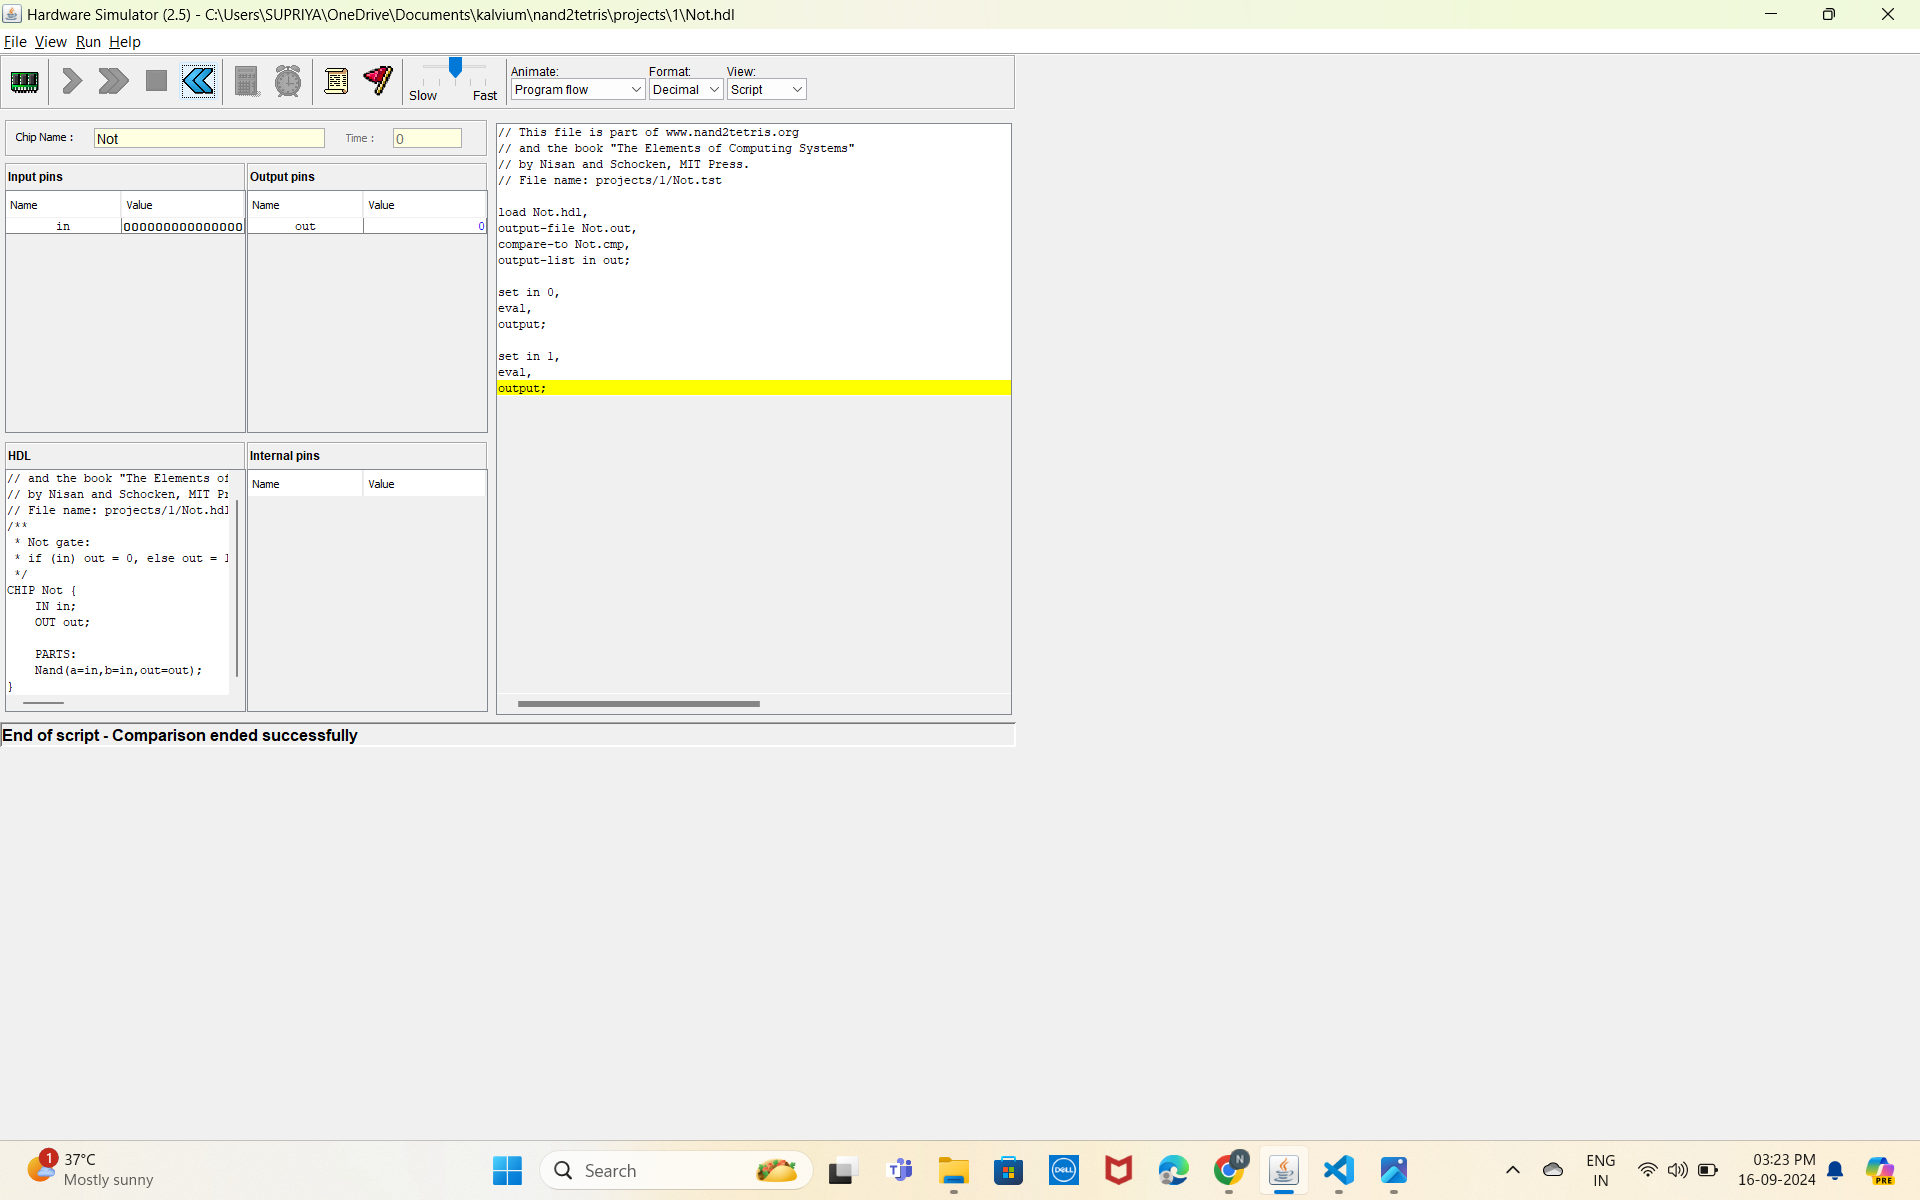 Hardware Simulator (2.5) - C:\Users\SUPRIYA\OneDrive\Documents\kalvium\nand2tetris\projects\1\Not.hdl
File View Run Help
Slow Fast
Animate: Format: View:
Program flow Decimal Script
Chip Name : Not Time : 0
Input pins Output pins
Name Value Name Value
in out 0
// This file is part of www.nand2tetris.org
// and the book "The Elements of Computing Systems"
// by Nisan and Schocken, MIT Press.
// File name: projects/1/Not.tst
load Not.hdl,
output-file Not.out,
compare-to Not.cmp,
output-list in out;
set in 0,
eval,
output;
set in 1,
eval,
output;
HDL Internal pins
Name Value
// and the book "The Elements of
// by Nisan and Schocken, MIT Pr
// File name: projects/1/Not.hdl
/**
* Not gate:
* if (in) out = 0, else out = 1
*/
CHIP Not {
IN in;
OUT out;
PARTS:
Nand(a=in,b=in,out=out);
}
End of script - Comparison ended successfully
1
37°C
Mostly sunny
Search
DELL
N
ENG
IN
03:23 PM
16-09-2024
PRE